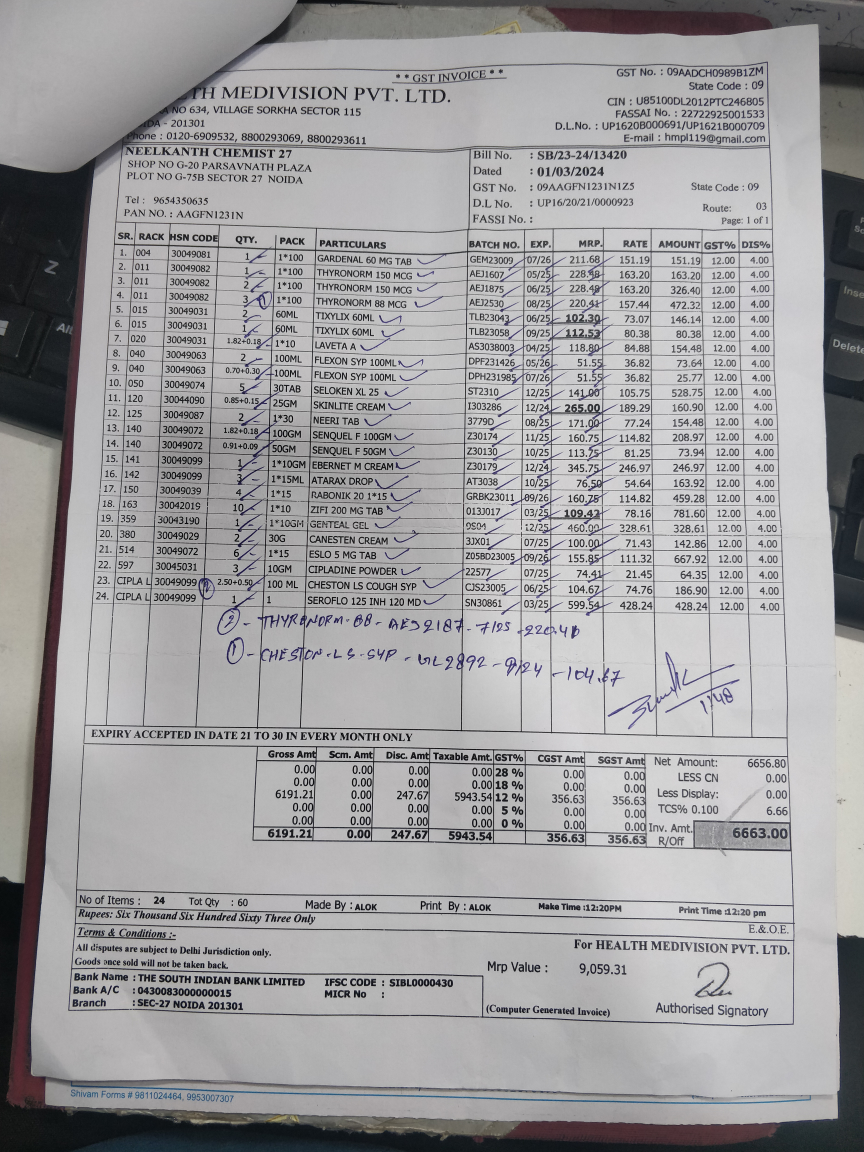 ** GST INVOICE **
GST No. : 09AADCH0989B1ZM
State Code : 09
TH MEDIVISION PVT. LTD.
CIN : U85100DL2012PTC246805
NO 634, VILLAGE SORKHA SECTOR 115
FASSAI No. : 22722925001533
- 201301
D.L.No. : UP1620B000691/UP1621B000709
Phone : 0120-6909532, 8800293069, 8800293611
E-mail : hmpl119@gmail.com
NEELKANTH CHEMIST 27
SHOP NO G-20 PARSAVNATH PLAZA
PLOT NO G-75B SECTOR 27 NOIDA
Tel : 9654350635
PAN NO. : AAGFN1231N
Bill No. : SB/23-24/13420
Dated : 01/03/2024
GST No. : 09AAGFN1231N1Z5 State Code : 09
D.L No. : UP16/20/21/0000923
Route: 03
FASSI No. :
Page: 1 of 1
SR. RACK HSN CODE QTY. PACK PARTICULARS BATCH NO. EXP. MRP. RATE AMOUNT GST% DIS%
1. 004 30049081 1 1*100 GARDENAL 60 MG TAB GEM23009 07/26 211.68 151.19 151.19 12.00 4.00
2. 011 30049082 1 1*100 THYRONORM 150 MCG AEJ1607 05/25 228.48 163.20 163.20 12.00 4.00
3. 011 30049082 2 1*100 THYRONORM 150 MCG AEJ1875 06/25 228.48 163.20 326.40 12.00 4.00
4. 011 30049082 3 1 1*100 THYRONORM 88 MCG AEJ2530 08/25 220.41 157.44 472.32 12.00 4.00
5. 015 30049031 2 60ML TIXYLIX 60ML TLB23043 06/25 102.30 73.07 146.14 12.00 4.00
6. 015 30049031 1 60ML TIXYLIX 60ML TLB23058 09/25 112.53 80.38 80.38 12.00 4.00
7. 020 30049031 1.82+0.18 1*10 LAVETA A AS3038003 04/25 118.80 84.88 154.48 12.00 4.00
8. 040 30049063 2 100ML FLEXON SYP 100ML DPF231426 05/26 51.55 36.82 73.64 12.00 4.00
9. 040 30049063 0.70+0.30 100ML FLEXON SYP 100ML DPH231985 07/26 51.55 36.82 25.77 12.00 4.00
10. 050 30049074 5 30TAB SELOKEN XL 25 ST2310 12/25 141.00 105.75 528.75 12.00 4.00
11. 120 30044090 0.85+0.15 25GM SKINLITE CREAM I303286 12/24 265.00 189.29 160.90 12.00 4.00
12. 125 30049087 2 1*30 NEERI TAB 3779D 08/25 171.00 77.24 154.48 12.00 4.00
13. 140 30049072 1.82+0.18 100GM SENQUEL F 100GM Z30174 11/25 160.75 114.82 208.97 12.00 4.00
14. 140 30049072 0.91+0.09 50GM SENQUEL F 50GM Z30130 10/25 113.75 81.25 73.94 12.00 4.00
15. 141 30049099 1 1*10GM EBERNET M CREAM Z30179 12/24 345.75 246.97 246.97 12.00 4.00
16. 142 30049099 3 1*15ML ATARAX DROP AT3038 10/25 76.50 54.64 163.92 12.00 4.00
17. 150 30049039 4 1*15 RABONIK 20 1*15 GRBK23011 09/26 160.75 114.82 459.28 12.00 4.00
18. 163 30042019 10 1*10 ZIFI 200 MG TAB 013J017 03/25 109.42 78.16 781.60 12.00 4.00
19. 359 30043190 1 1*10GM GENTEAL GEL 12/25 460.00 328.61 328.61 12.00 4.00
20. 380 30049029 2 30G CANESTEN CREAM 3JX01 07/25 100.00 71.43 142.86 12.00 4.00
21. 514 30049072 6 1*15 ESLO 5 MG TAB Z05BD23005 09/26 155.85 111.32 667.92 12.00 4.00
22. 597 30045031 3 10GM CIPLADINE POWDER 22577 07/25 74.41 21.45 64.35 12.00 4.00
23. CIPLA L 30049099 2.50+0.50 100 ML CHESTON LS COUGH SYP CJS23005 06/25 104.67 74.76 186.90 12.00 4.00
24. CIPLA L 30049099 1 1 SEROFLO 125 INH 120 MD SN30861 03/25 599.54 428.24 428.24 12.00 4.00
2 - THYRONORM-88 - AEJ2187 - 7/25 - 220.41
1 - CHESTON-LS-SYP - 2892 - 9/24 - 104.67
EXPIRY ACCEPTED IN DATE 21 TO 30 IN EVERY MONTH ONLY
Gross Amt Scm. Amt Disc. Amt Taxable Amt. GST% CGST Amt SGST Amt
0.00 0.00 0.00 0.00 28 % 0.00 0.00
0.00 0.00 0.00 0.00 18 % 0.00 0.00
6191.21 0.00 247.67 5943.54 12 % 356.63 356.63
0.00 0.00 0.00 0.00 5 % 0.00 0.00
0.00 0.00 0.00 0.00 0 % 0.00 0.00
6191.21 0.00 247.67 5943.54 356.63 356.63
Net Amount: 6656.80
LESS CN 0.00
Less Display: 0.00
TCS% 0.100 6.66
Inv. Amt. 6663.00
R/Off
No of Items : 24 Tot Qty : 60 Made By : ALOK Print By : ALOK Make Time :12:20PM Print Time :12:20 pm
Rupees: Six Thousand Six Hundred Sixty Three Only
E.&O.E.
Terms & Conditions :-
All disputes are subject to Delhi Jurisdiction only.
Goods once sold will not be taken back.
Bank Name : THE SOUTH INDIAN BANK LIMITED IFSC CODE : SIBL0000430
Bank A/C : 0430083000000015 MICR No :
Branch : SEC-27 NOIDA 201301
For HEALTH MEDIVISION PVT. LTD.
Mrp Value : 9,059.31
(Computer Generated Invoice)
Authorised Signatory
Shivam Forms # 9811024464, 9953007307
Alt
Insert
Delete